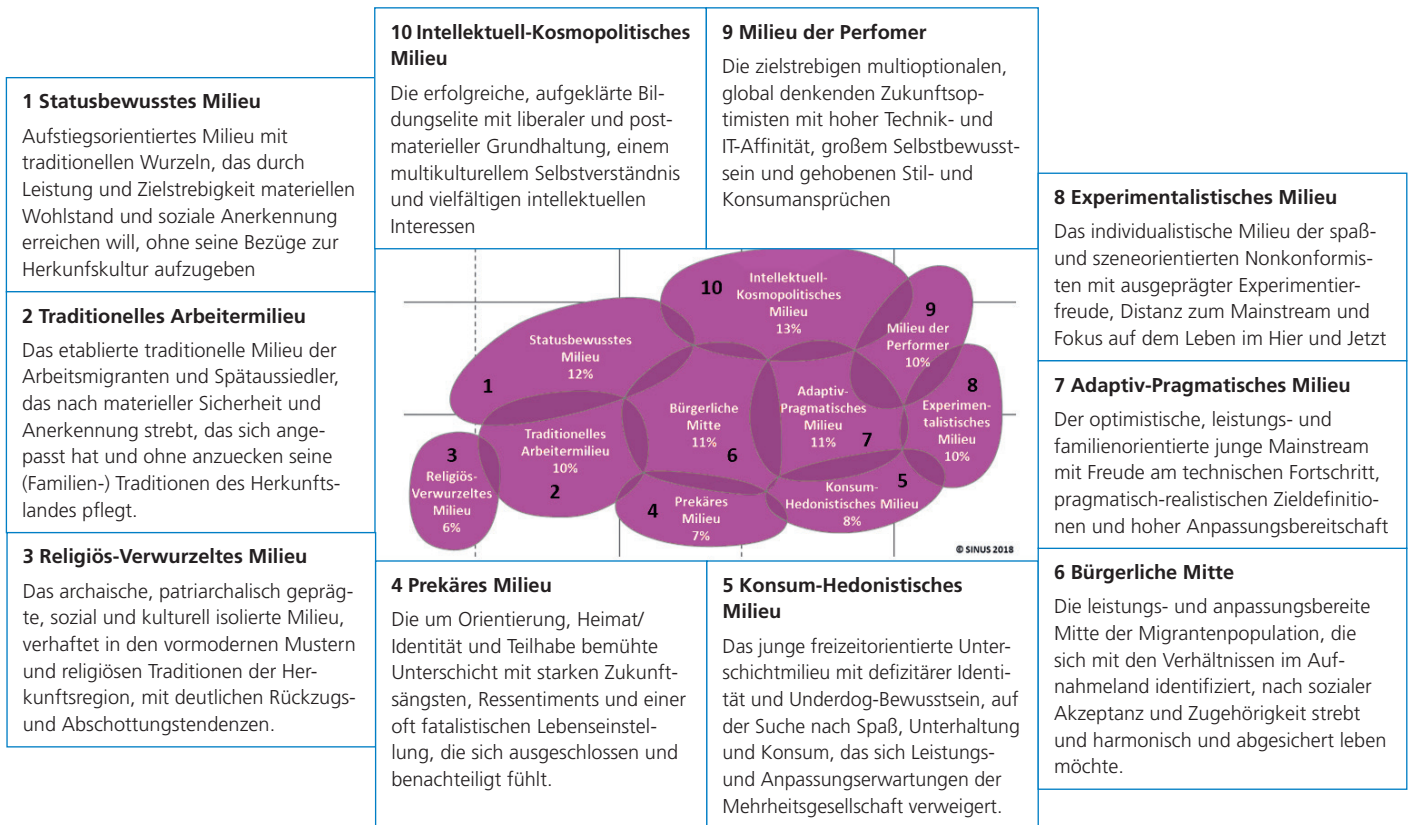 1 Statusbewusstes Milieu
Aufstiegsorientiertes Milieu mit
traditionellen Wurzeln, das durch
Leistung und Zielstrebigkeit materiellen
Wohlstand und soziale Anerkennung
erreichen will, ohne seine Bezüge zur
Herkunfskultur aufzugeben
2 Traditionelles Arbeitermilieu
Das etablierte traditionelle Milieu der
Arbeitsmigranten und Spätaussiedler,
das nach materieller Sicherheit und
Anerkennung strebt, das sich ange-
passt hat und ohne anzuecken seine
(Familien-) Traditionen des Herkunfts-
landes pflegt.
3 Religiös-Verwurzeltes Milieu
Das archaische, patriarchalisch gepräg-
te, sozial und kulturell isolierte Milieu,
verhaftet in den vormodernen Mustern
und religiösen Traditionen der Her-
kunftsregion, mit deutlichen Rückzugs-
und Abschottungstendenzen.
10 Intellektuell-Kosmopolitisches
Milieu
Die erfolgreiche, aufgeklärte Bil-
dungselite mit liberaler und post-
materieller Grundhaltung, einem
multikulturellem Selbstverständnis
und vielfältigen intellektuellen
Interessen
9 Milieu der Perfomer
Die zielstrebigen multioptionalen,
global denkenden Zukunftsop-
timisten mit hoher Technik- und
IT-Affinität, großem Selbstbewusst-
sein und gehobenen Stil- und
Konsumansprüchen
10
Intellektuell-
Kosmopolitisches
Milieu
13%
9
Milieu der
Performer
10%
Statusbewusstes
Milieu
12%
1
8
Experimen-
talistisches
Milieu
10%
Adaptiv-
Pragmatisches
Milieu
11%
7
Bürgerliche
Mitte
11%
6
Traditionelles
Arbeitermilieu
10%
2
3
Religiös-
Verwurzeltes
Milieu
6%
4
Prekäres
Milieu
7%
5
Konsum-
Hedonistisches Milieu
8%
© SINUS 2018
4 Prekäres Milieu
Die um Orientierung, Heimat/
Identität und Teilhabe bemühte
Unterschicht mit starken Zukunft-
sängsten, Ressentiments und einer
oft fatalistischen Lebenseinstel-
lung, die sich ausgeschlossen und
benachteiligt fühlt.
5 Konsum-Hedonistisches
Milieu
Das junge freizeitorientierte Unter-
schichtmilieu mit defizitärer Identi-
tät und Underdog-Bewusstsein, auf
der Suche nach Spaß, Unterhaltung
und Konsum, das sich Leistungs-
und Anpassungserwartungen der
Mehrheitsgesellschaft verweigert.
8 Experimentalistisches Milieu
Das individualistische Milieu der spaß-
und szeneorientierten Nonkonformis-
ten mit ausgeprägter Experimentier-
freude, Distanz zum Mainstream und
Fokus auf dem Leben im Hier und Jetzt
7 Adaptiv-Pragmatisches Milieu
Der optimistische, leistungs- und
familienorientierte junge Mainstream
mit Freude am technischen Fortschritt,
pragmatisch-realistischen Zieldefinitio-
nen und hoher Anpassungsbereitschaft
6 Bürgerliche Mitte
Die leistungs- und anpassungsbereite
Mitte der Migrantenpopulation, die
sich mit den Verhältnissen im Auf-
nahmeland identifiziert, nach sozialer
Akzeptanz und Zugehörigkeit strebt
und harmonisch und abgesichert leben
möchte.